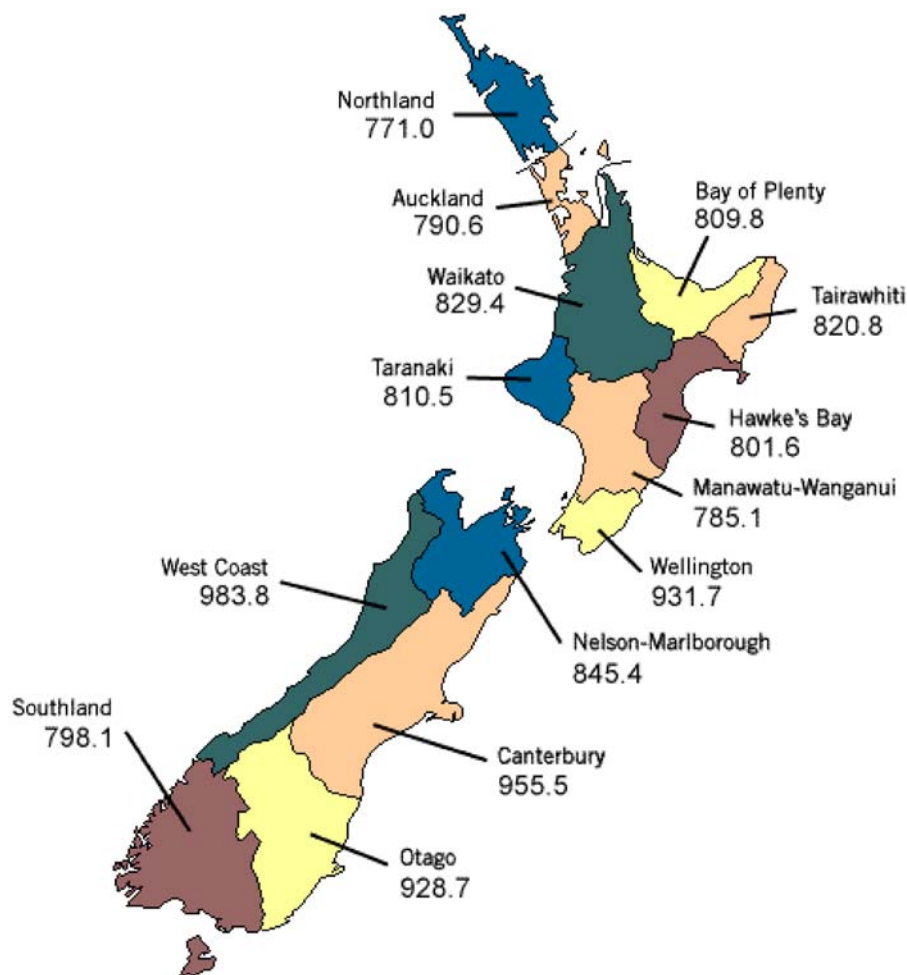 Northland
771.0
Auckland
790.6
Bay of Plenty
809.8
Waikato
829.4
Tairawhiti
820.8
Taranaki
810.5
Hawke's Bay
801.6
Manawatu-Wanganui
785.1
Wellington
931.7
West Coast
983.8
Nelson-Marlborough
845.4
Southland
798.1
Canterbury
955.5
Otago
928.7